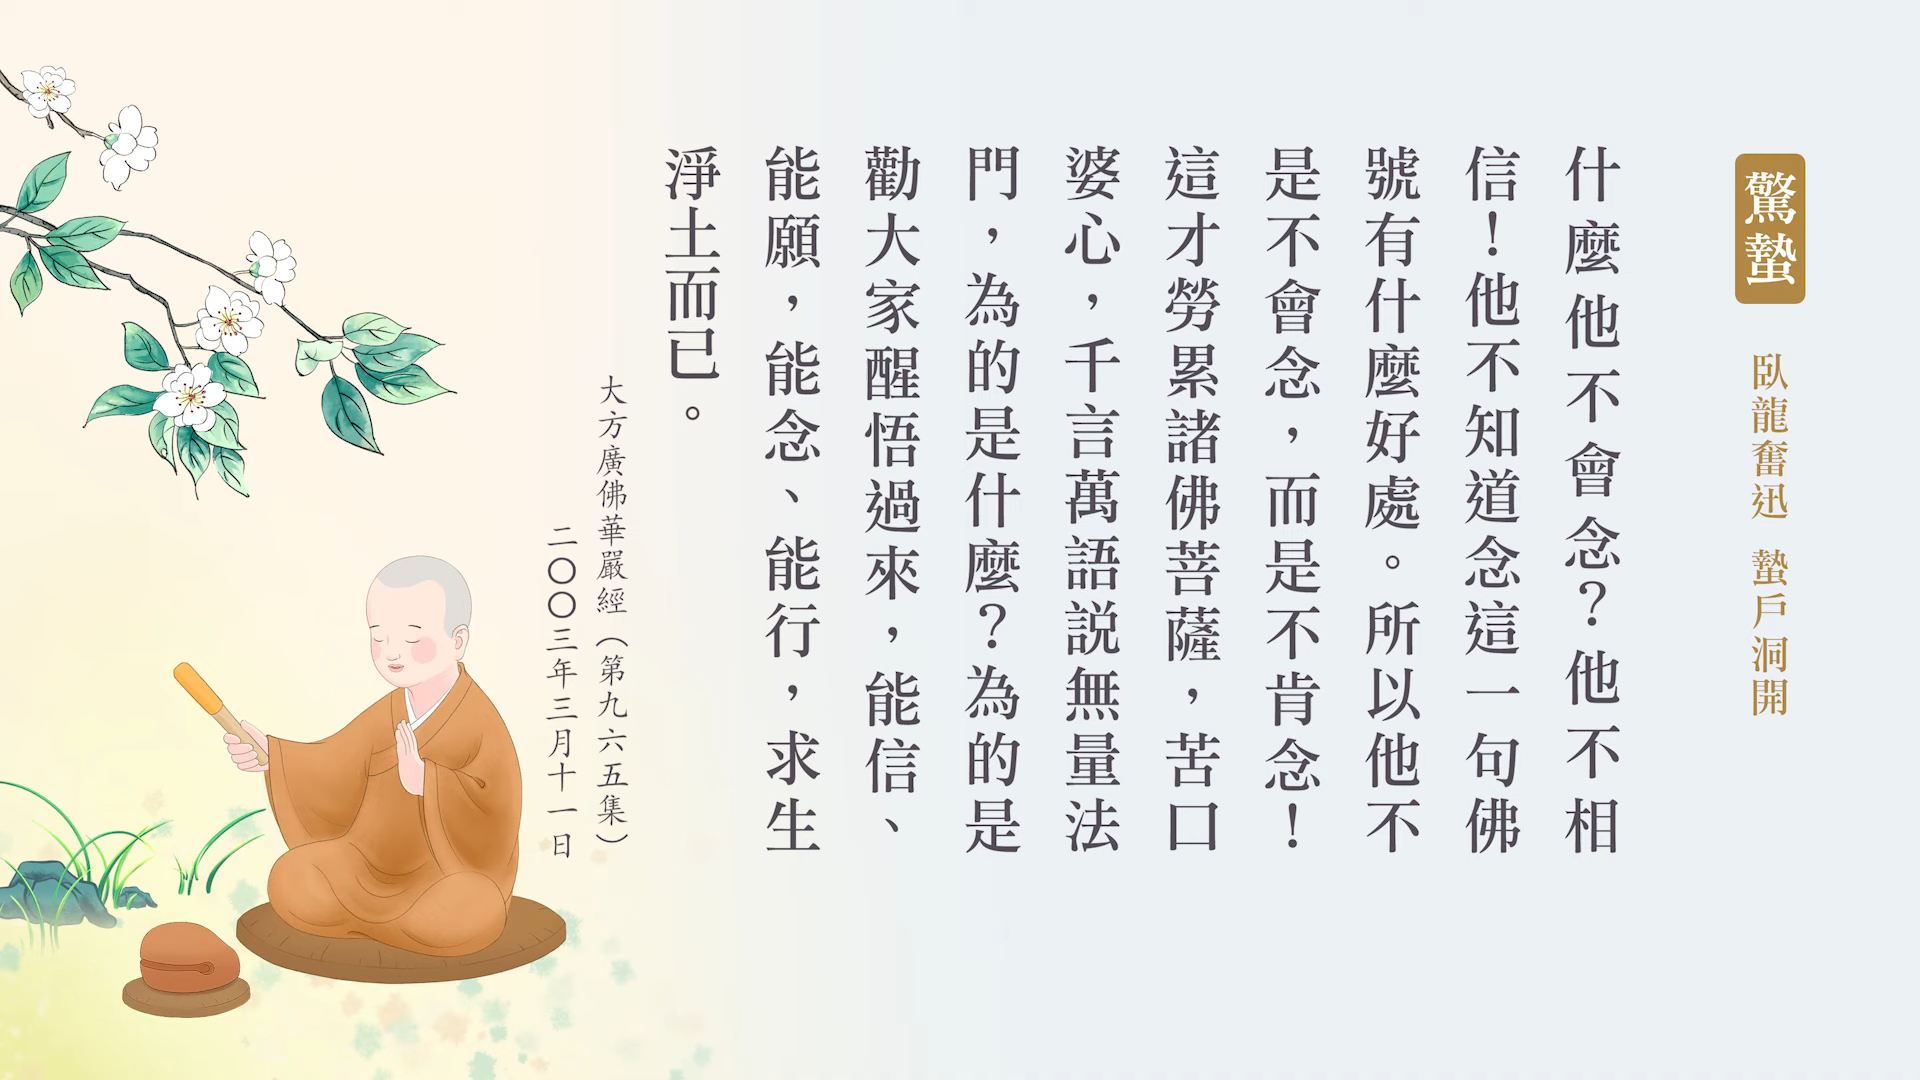 驚蟄
臥龍奮迅 蟄戶洞開
什麼他不會念？他不相
信！他不知道念這一句佛
號有什麼好處。所以他不
是不會念，而是不肯念！
這才勞累諸佛菩薩，苦口
婆心，千言萬語説無量法
門，為的是什麼？為的是
勸大家醒悟過來，能信、
能願，能念、能行，求生
淨土而已。
大方廣佛華嚴經（第九六五集）
二〇〇三年三月十一日